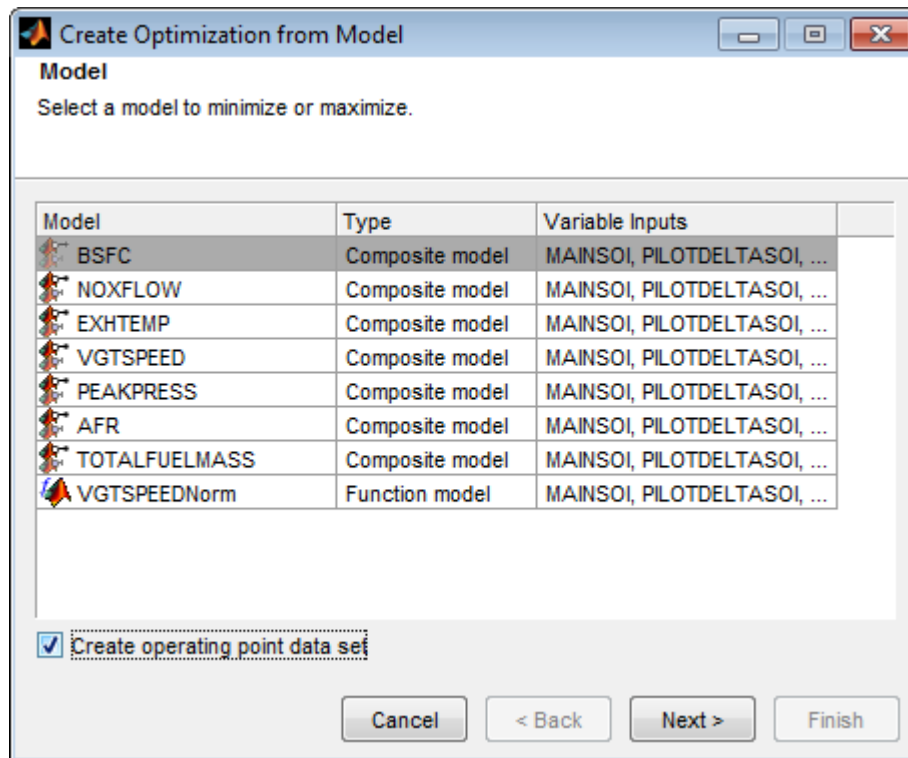 Create Optimization from Model
Model
Select a model to minimize or maximize.
Model Type Variable Inputs
BSFC Composite model MAINSOI, PILOTDELTASOI, ...
NOXFLOW Composite model MAINSOI, PILOTDELTASOI, ...
EXHTEMP Composite model MAINSOI, PILOTDELTASOI, ...
VGTSPEED Composite model MAINSOI, PILOTDELTASOI, ...
PEAKPRESS Composite model MAINSOI, PILOTDELTASOI, ...
AFR Composite model MAINSOI, PILOTDELTASOI, ...
TOTALFUELMASS Composite model MAINSOI, PILOTDELTASOI, ...
VGTSPEEDNorm Function model MAINSOI, PILOTDELTASOI, ...
Create operating point data set
Cancel < Back Next > Finish